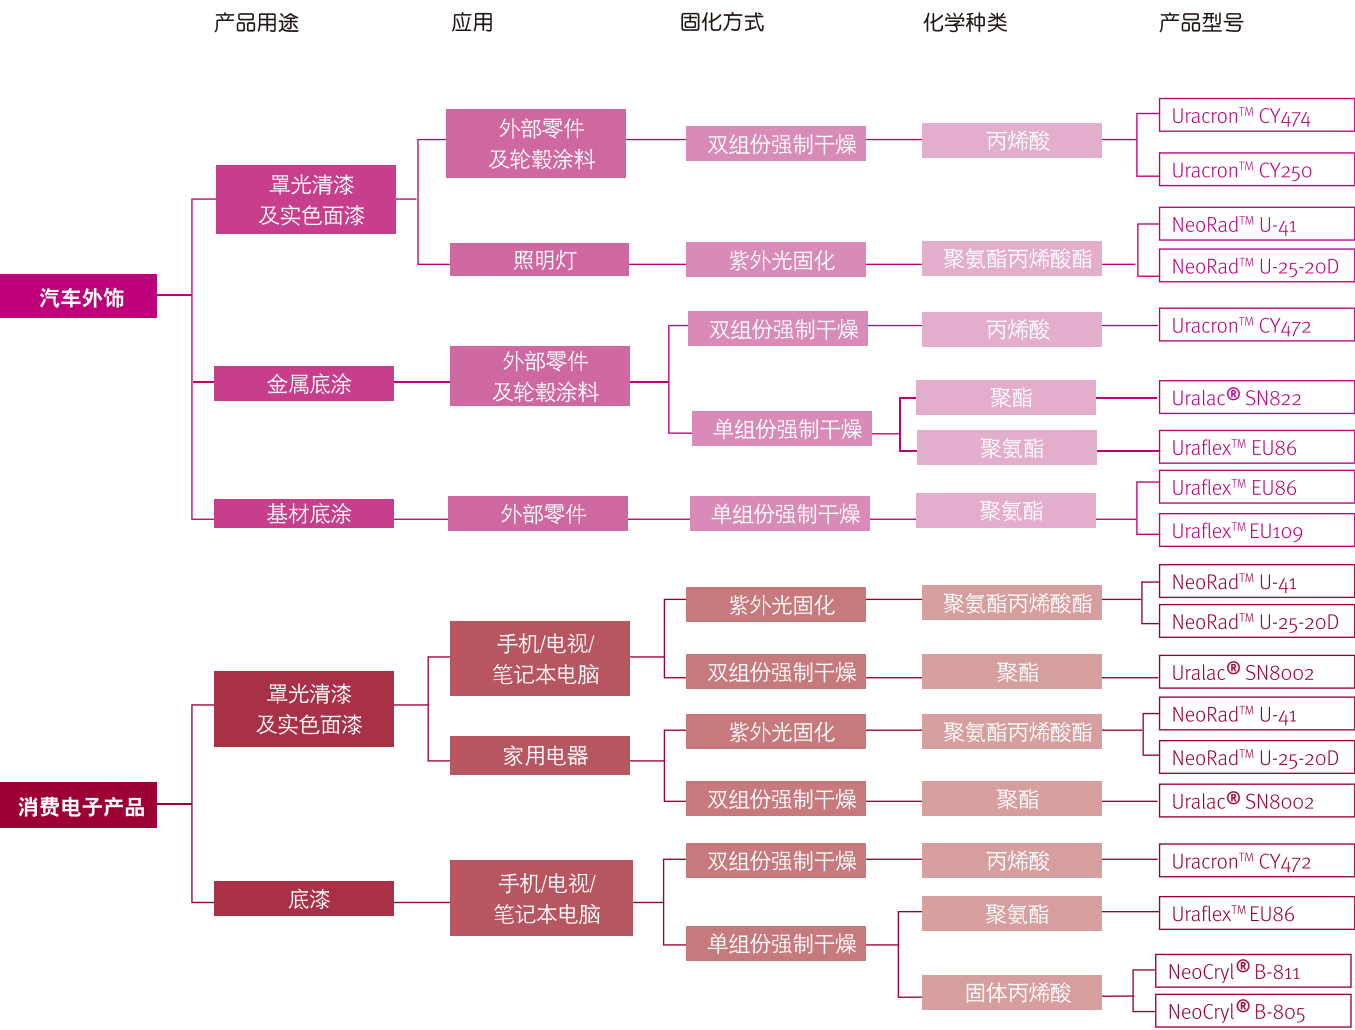 产品用途 应用 固化方式 化学种类 产品型号
汽车外饰
罩光清漆
及实色面漆
外部零件
及轮毂涂料
双组份强制干燥
丙烯酸
Uracron™ CY474
Uracron™ CY250
照明灯
紫外光固化
聚氨酯丙烯酸酯
NeoRad™ U-41
NeoRad™ U-25-20D
金属底涂
外部零件
及轮毂涂料
双组份强制干燥
丙烯酸
Uracron™ CY472
单组份强制干燥
聚酯
Uralac® SN822
聚氨酯
Uraflex™ EU86
基材底涂
外部零件
单组份强制干燥
聚氨酯
Uraflex™ EU86
Uraflex™ EU109
消费电子产品
罩光清漆
及实色面漆
手机/电视/
笔记本电脑
紫外光固化
聚氨酯丙烯酸酯
NeoRad™ U-41
NeoRad™ U-25-20D
双组份强制干燥
聚酯
Uralac® SN8002
家用电器
紫外光固化
聚氨酯丙烯酸酯
NeoRad™ U-41
NeoRad™ U-25-20D
双组份强制干燥
聚酯
Uralac® SN8002
底漆
手机/电视/
笔记本电脑
双组份强制干燥
丙烯酸
Uracron™ CY472
单组份强制干燥
聚氨酯
Uraflex™ EU86
固体丙烯酸
NeoCryl® B-811
NeoCryl® B-805